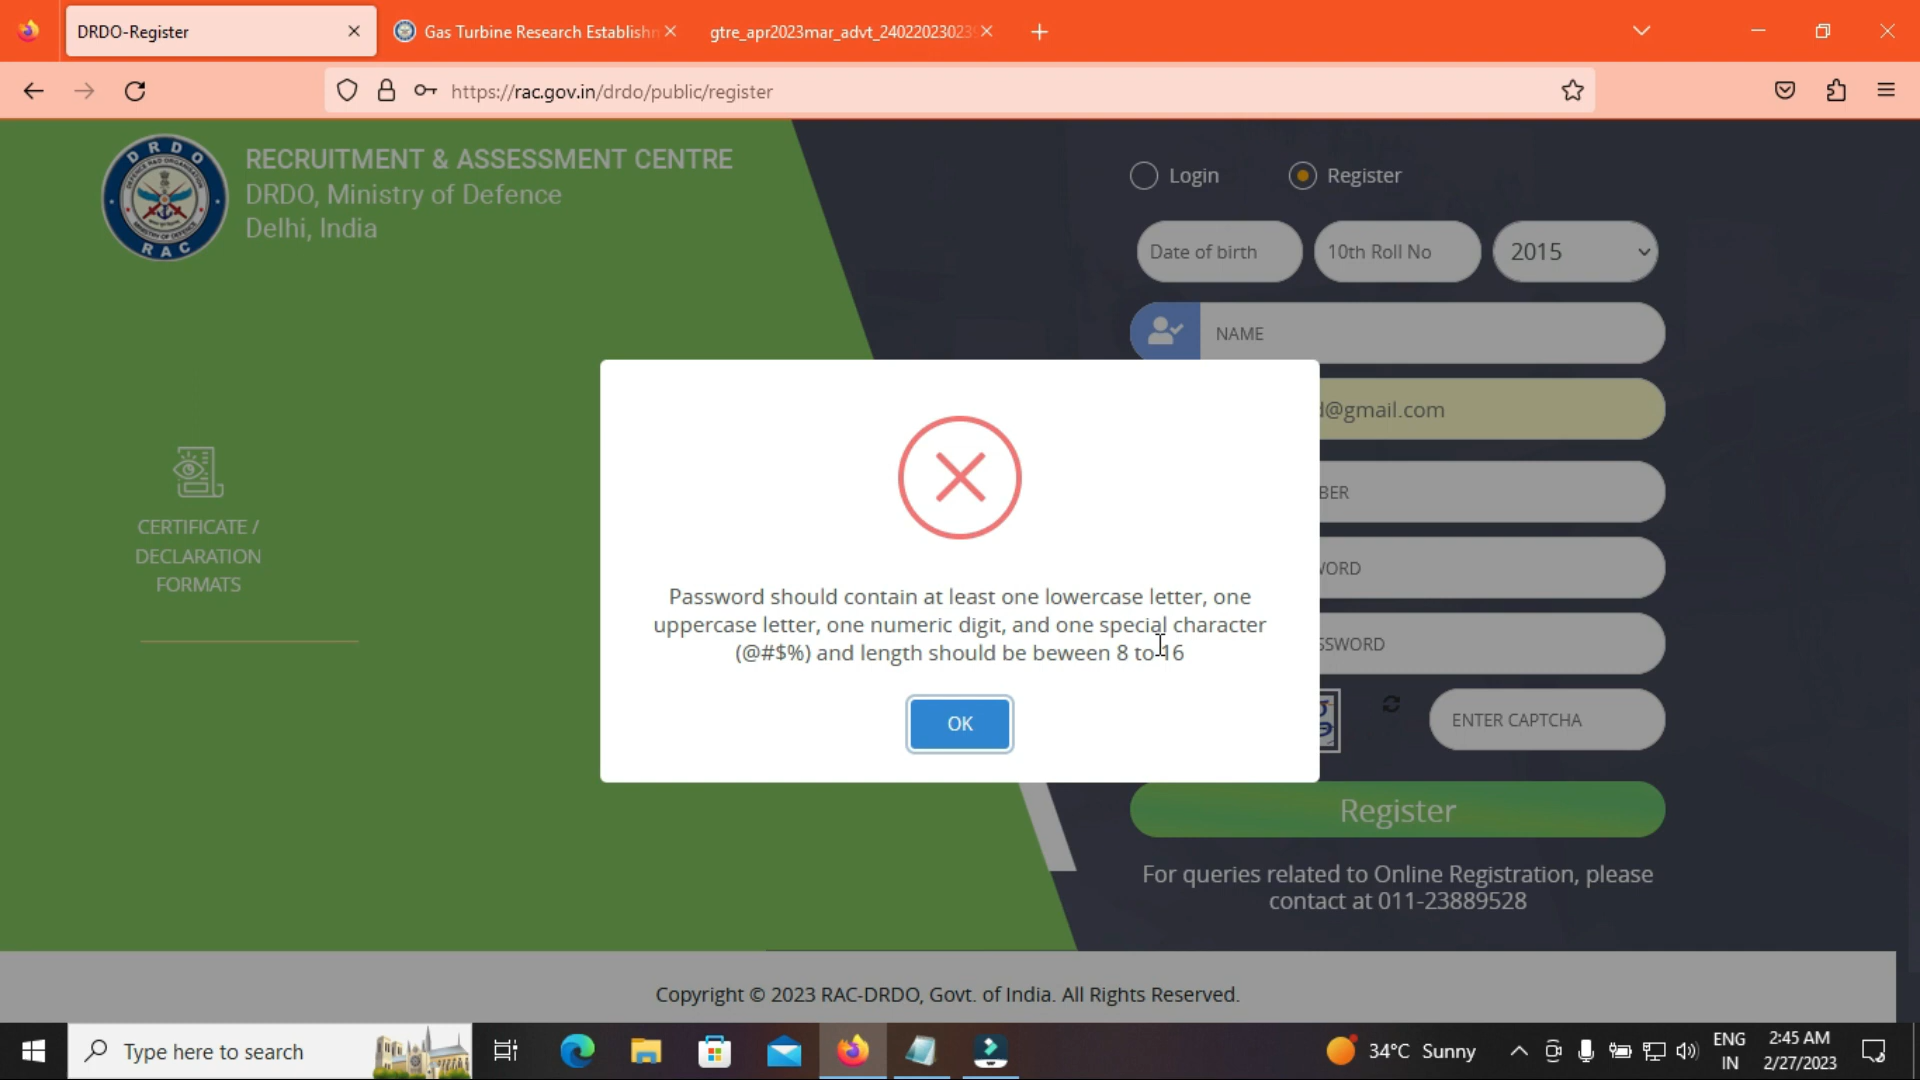 DRDO-Register
Gas Turbine Research Establishm
gtre_apr2023mar_advt_240220230239
https://rac.gov.in/drdo/public/register
DRDO
RAC
RECRUITMENT & ASSESSMENT CENTRE
DRDO, Ministry of Defence
Delhi, India
Login
Register
Date of birth
10th Roll No
2015
NAME
d@gmail.com
BER
WORD
SSWORD
ENTER CAPTCHA
Register
For queries related to Online Registration, please
contact at 011-23889528
CERTIFICATE /
DECLARATION
FORMATS
Password should contain at least one lowercase letter, one
uppercase letter, one numeric digit, and one special character
(@#$%) and length should be beween 8 to 16
OK
Copyright © 2023 RAC-DRDO, Govt. of India. All Rights Reserved.
Type here to search
34°C Sunny
ENG
IN
2:45 AM
2/27/2023